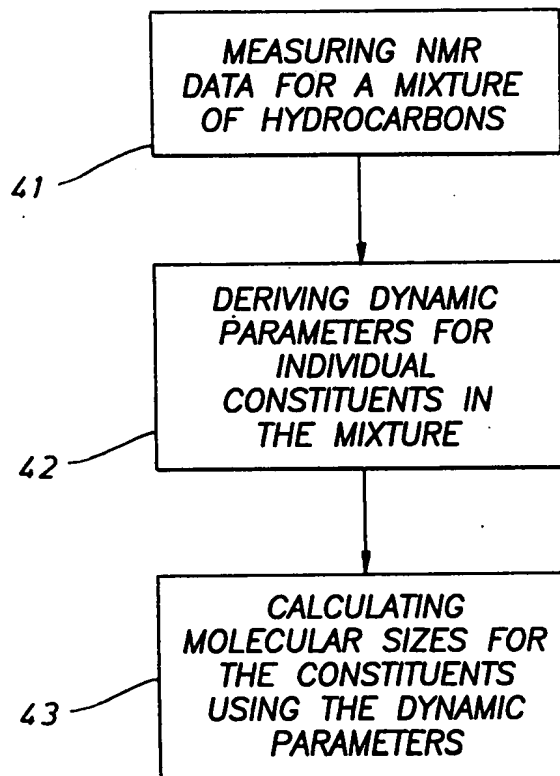 MEASURING NMR
DATA FOR A MIXTURE
OF HYDROCARBONS
41
DERIVING DYNAMIC
PARAMETERS FOR
INDIVIDUAL
CONSTITUENTS IN
THE MIXTURE
42
CALCULATING
MOLECULAR SIZES FOR
THE CONSTITUENTS
USING THE DYNAMIC
PARAMETERS
43